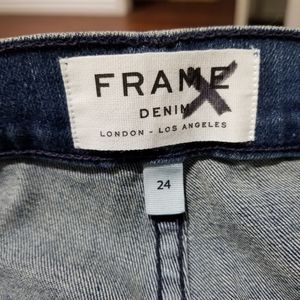 FRAME
DENIM
LONDON - LOS ANGELES
24